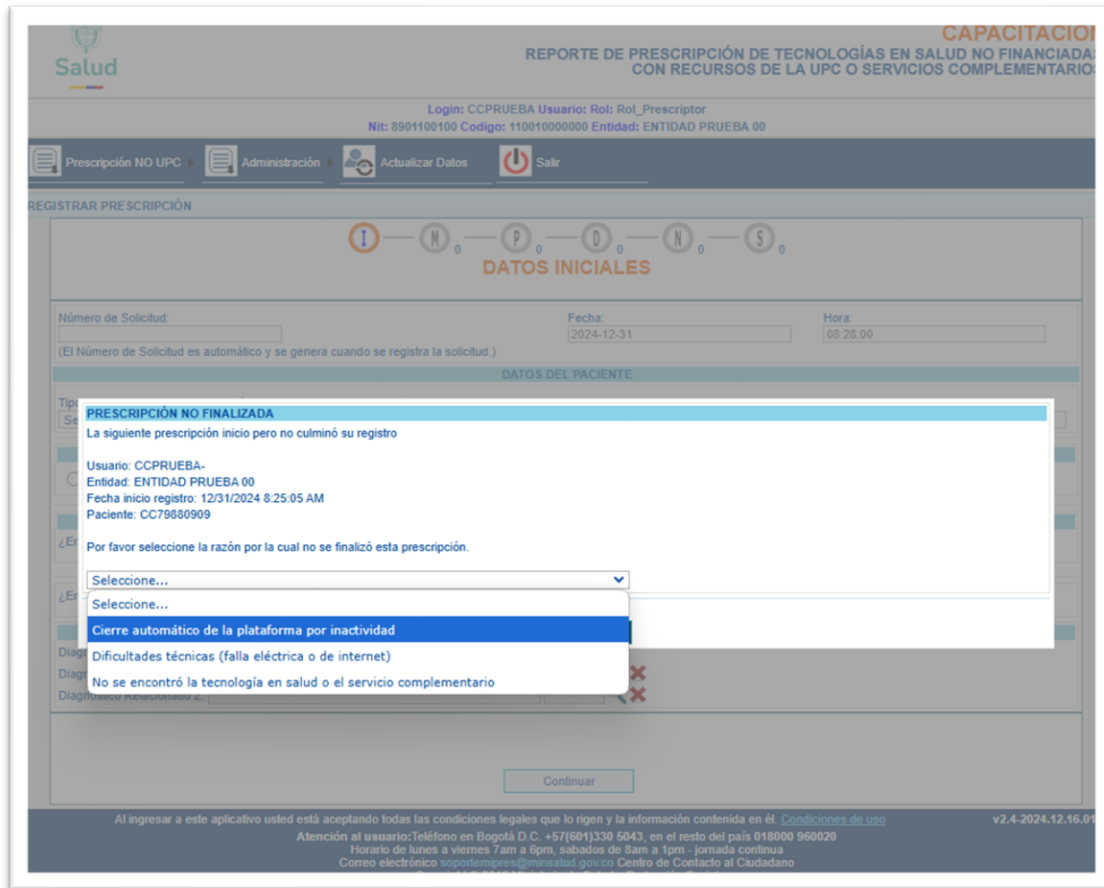 Salud
CAPACITACION
REPORTE DE PRESCRIPCIÓN DE TECNOLOGÍAS EN SALUD NO FINANCIADAS
CON RECURSOS DE LA UPC O SERVICIOS COMPLEMENTARIOS
Login: CCPRUEBA Usuario: Rol: Rol_Prescriptor
Nit: 8901100100 Codigo: 110010000000 Entidad: ENTIDAD PRUEBA 00
Prescripción NO UPC Administración Actualizar Datos Salir
REGISTRAR PRESCRIPCIÓN
I M 0 P 0 D 0 N 0 S 0
DATOS INICIALES
Número de Solicitud: Fecha: Hora:
2024-12-31 08:28:00
(El Número de Solicitud es automático y se genera cuando se registra la solicitud.)
DATOS DEL PACIENTE
Tipo
Se
PRESCRIPCIÓN NO FINALIZADA
La siguiente prescripción inicio pero no culminó su registro
Usuario: CCPRUEBA-
Entidad: ENTIDAD PRUEBA 00
Fecha inicio registro: 12/31/2024 8:25:05 AM
Paciente: CC79880909
¿En
Por favor seleccione la razón por la cual no se finalizó esta prescripción.
Seleccione...
¿En
Seleccione...
Cierre automático de la plataforma por inactividad
Diag
Dificultades técnicas (falla eléctrica o de internet)
Diag
No se encontró la tecnología en salud o el servicio complementario
Diagnóstico Relacionado 2:
Continuar
Al ingresar a este aplicativo usted está aceptando todas las condiciones legales que lo rigen y la información contenida en él. Condiciones de uso v2.4-2024.12.16.01
Atención al usuario:Teléfono en Bogotá D.C. +57(601)330 5043, en el resto del país 018000 960020
Horario de lunes a viernes 7am a 6pm, sabados de 8am a 1pm - jornada continua
Correo electrónico soportemipres@minsalud.gov.co Centro de Contacto al Ciudadano